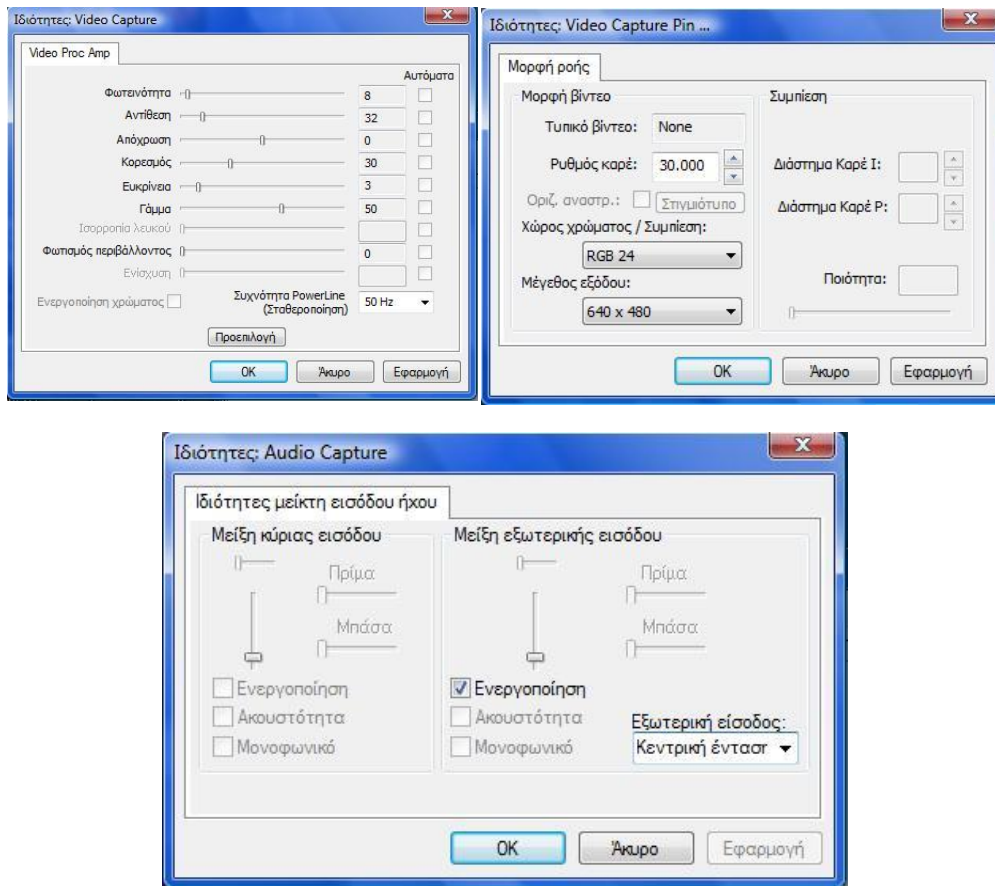 Ιδιότητες: Video Capture
Video Proc Amp
Αυτόματα
Φωτεινότητα 8
Αντίθεση 32
Απόχρωση 0
Κορεσμός 30
Ευκρίνεια 3
Γάμμα 50
Ισορροπία λευκού
Φωτισμός περιβάλλοντος 0
Ενίσχυση
Ενεργοποίηση χρώματος
Συχνότητα PowerLine
(Σταθεροποίηση)
50 Hz
Προεπιλογή
OK Άκυρο Εφαρμογή
Ιδιότητες: Video Capture Pin ...
Μορφή ροής
Μορφή βίντεο
Τυπικό βίντεο: None
Ρυθμός καρέ: 30.000
Οριζ. αναστρ.: Στιγμιότυπο
Χώρος χρώματος / Συμπίεση:
RGB 24
Μέγεθος εξόδου:
640 x 480
Συμπίεση
Διάστημα Καρέ I:
Διάστημα Καρέ P:
Ποιότητα:
OK Άκυρο Εφαρμογή
Ιδιότητες: Audio Capture
Ιδιότητες μείκτη εισόδου ήχου
Μείξη κύριας εισόδου
Πρίμα
Μπάσα
Ενεργοποίηση
Ακουστότητα
Μονοφωνικό
Μείξη εξωτερικής εισόδου
Πρίμα
Μπάσα
Ενεργοποίηση
Ακουστότητα
Μονοφωνικό
Εξωτερική είσοδος:
Κεντρική έντασr
OK Άκυρο Εφαρμογή